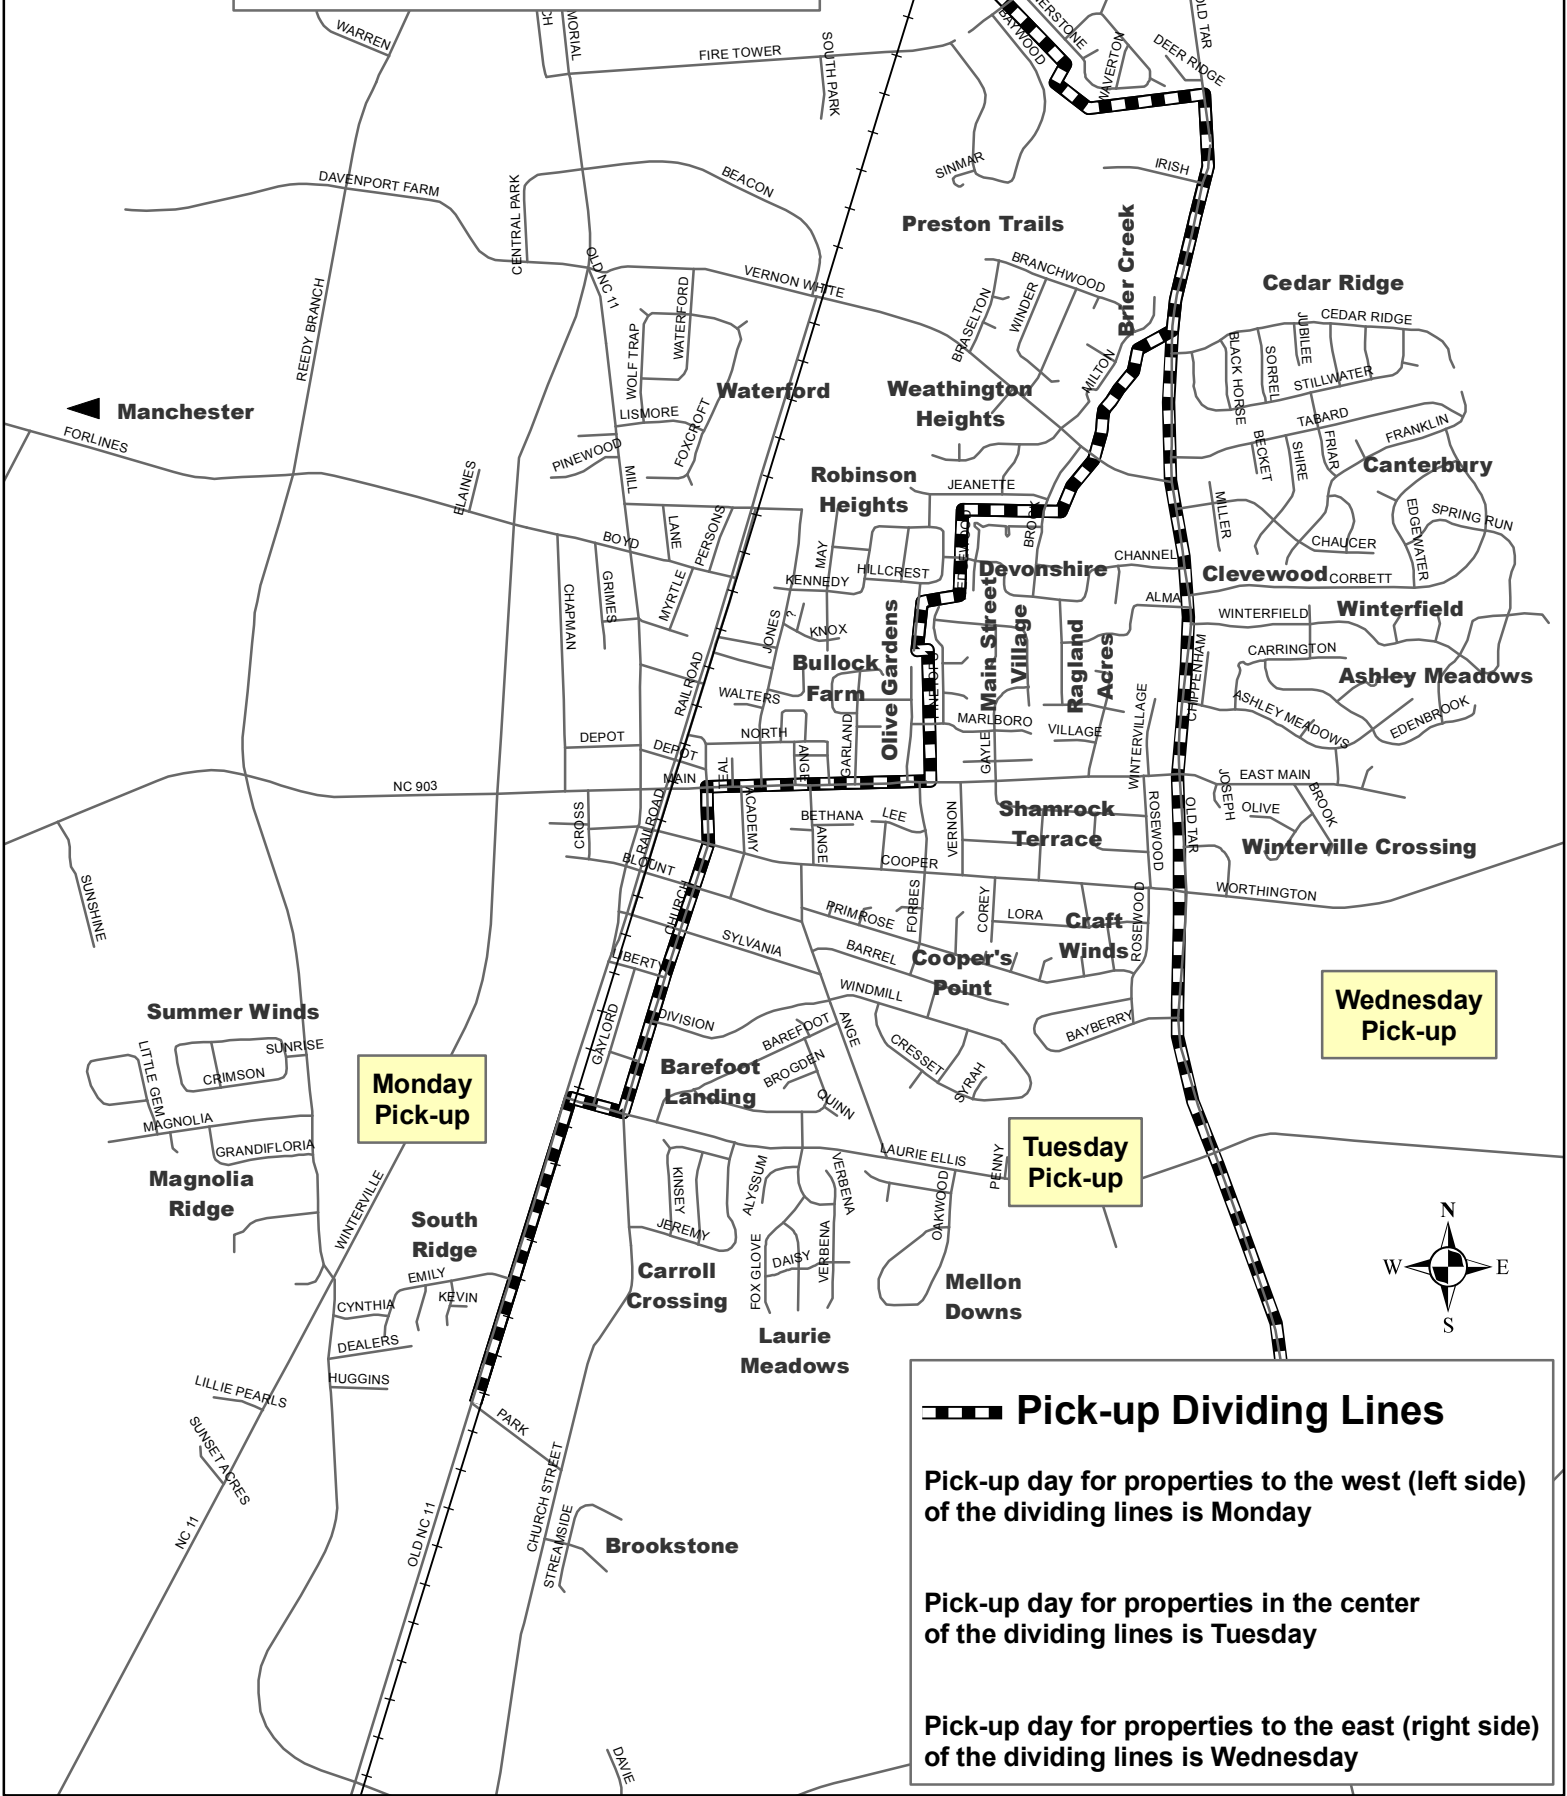 WARREN
CH
MORIAL
FIRE TOWER
SOUTH PARK
BAYWOOD
ERSTONE
WAVERTON
OLD TAR
DEER RIDGE
SINMAR
IRISH
DAVENPORT FARM
CENTRAL PARK
BEACON
Preston Trails
Brier Creek
OLD NC 11
REEDY BRANCH
WATERFORD
VERNON WHITE
BRANCHWOOD
BRASELTON
WINDER
Cedar Ridge
CEDAR RIDGE
JUBILEE
BLACK HORSE
SORREL
STILLWATER
WOLF TRAP
MILTON
Waterford
Weathington
Heights
Manchester
FORLINES
LISMORE
FOXCROFT
PINEWOOD
TABARD
FRANKLIN
BECKET
SHIRE
FRIAR
Canterbury
ELAINES
MILL
Robinson
Heights
JEANETTE
MILLER
EDGEWATER
SPRING RUN
LANE
PERSONS
BOYD
MAY
EDGEWOOD
BROOK
CHANNEL
CHAUCER
HILLCREST
KENNEDY
Devonshire
Clevewood
CORBETT
CHAPMAN
GRIMES
MYRTLE
ALMA
WINTERFIELD
Winterfield
JONES
?
KNOX
Olive Gardens
Main Street
Village
Ragland
Acres
CHIPPENHAM
CARRINGTON
Bullock
Farm
Ashley Meadows
RAILROAD
WALTERS
WINTERVILLAGE
ASHLEY MEADOWS
EDENBROOK
MARLBORO
VILLAGE
DEPOT
DEPOT
NORTH
ANGE
GARLAND
GAYLE
MAIN
TEAL
NC 903
EAST MAIN
JOSEPH
OLIVE
BROOK
CROSS
RAILROAD
ACADEMY
BETHANA
LEE
ANGE
VERNON
Shamrock
Terrace
ROSEWOOD
OLD TAR
Winterville Crossing
BLOUNT
COOPER
WORTHINGTON
SUNSHINE
CHURCH
SYLVANIA
PRIMROSE
FORBES
COREY
LORA
Craft
Winds
ROSEWOOD
LIBERTY
BARREL
Cooper's
Point
WINDMILL
Wednesday
Pick-up
Summer Winds
GAYLORD
DIVISION
BAREFOOT
ANGE
BAYBERRY
LITTLE GEM
SUNRISE
CRIMSON
Monday
Pick-up
Barefoot
Landing
BROGDEN
QUINN
CRESSET
SYRAH
MAGNOLIA
GRANDIFLORIA
Magnolia
Ridge
LAURIE ELLIS
PENNY
Tuesday
Pick-up
KINSEY
ALYSSUM
VERBENA
OAKWOOD
WINTERVILLE
South
Ridge
JEREMY
FOX GLOVE
DAISY
VERBENA
Carroll
Crossing
Mellon
Downs
N
W
E
S
EMILY
KEVIN
CYNTHIA
DEALERS
HUGGINS
Laurie
Meadows
LILLIE PEARLS
SUNSET ACRES
PARK
NC 11
OLD NC 11
CHURCH STREET
STREAMSIDE
Brookstone
DAVIE
Pick-up Dividing Lines
Pick-up day for properties to the west (left side)
of the dividing lines is Monday
Pick-up day for properties in the center
of the dividing lines is Tuesday
Pick-up day for properties to the east (right side)
of the dividing lines is Wednesday